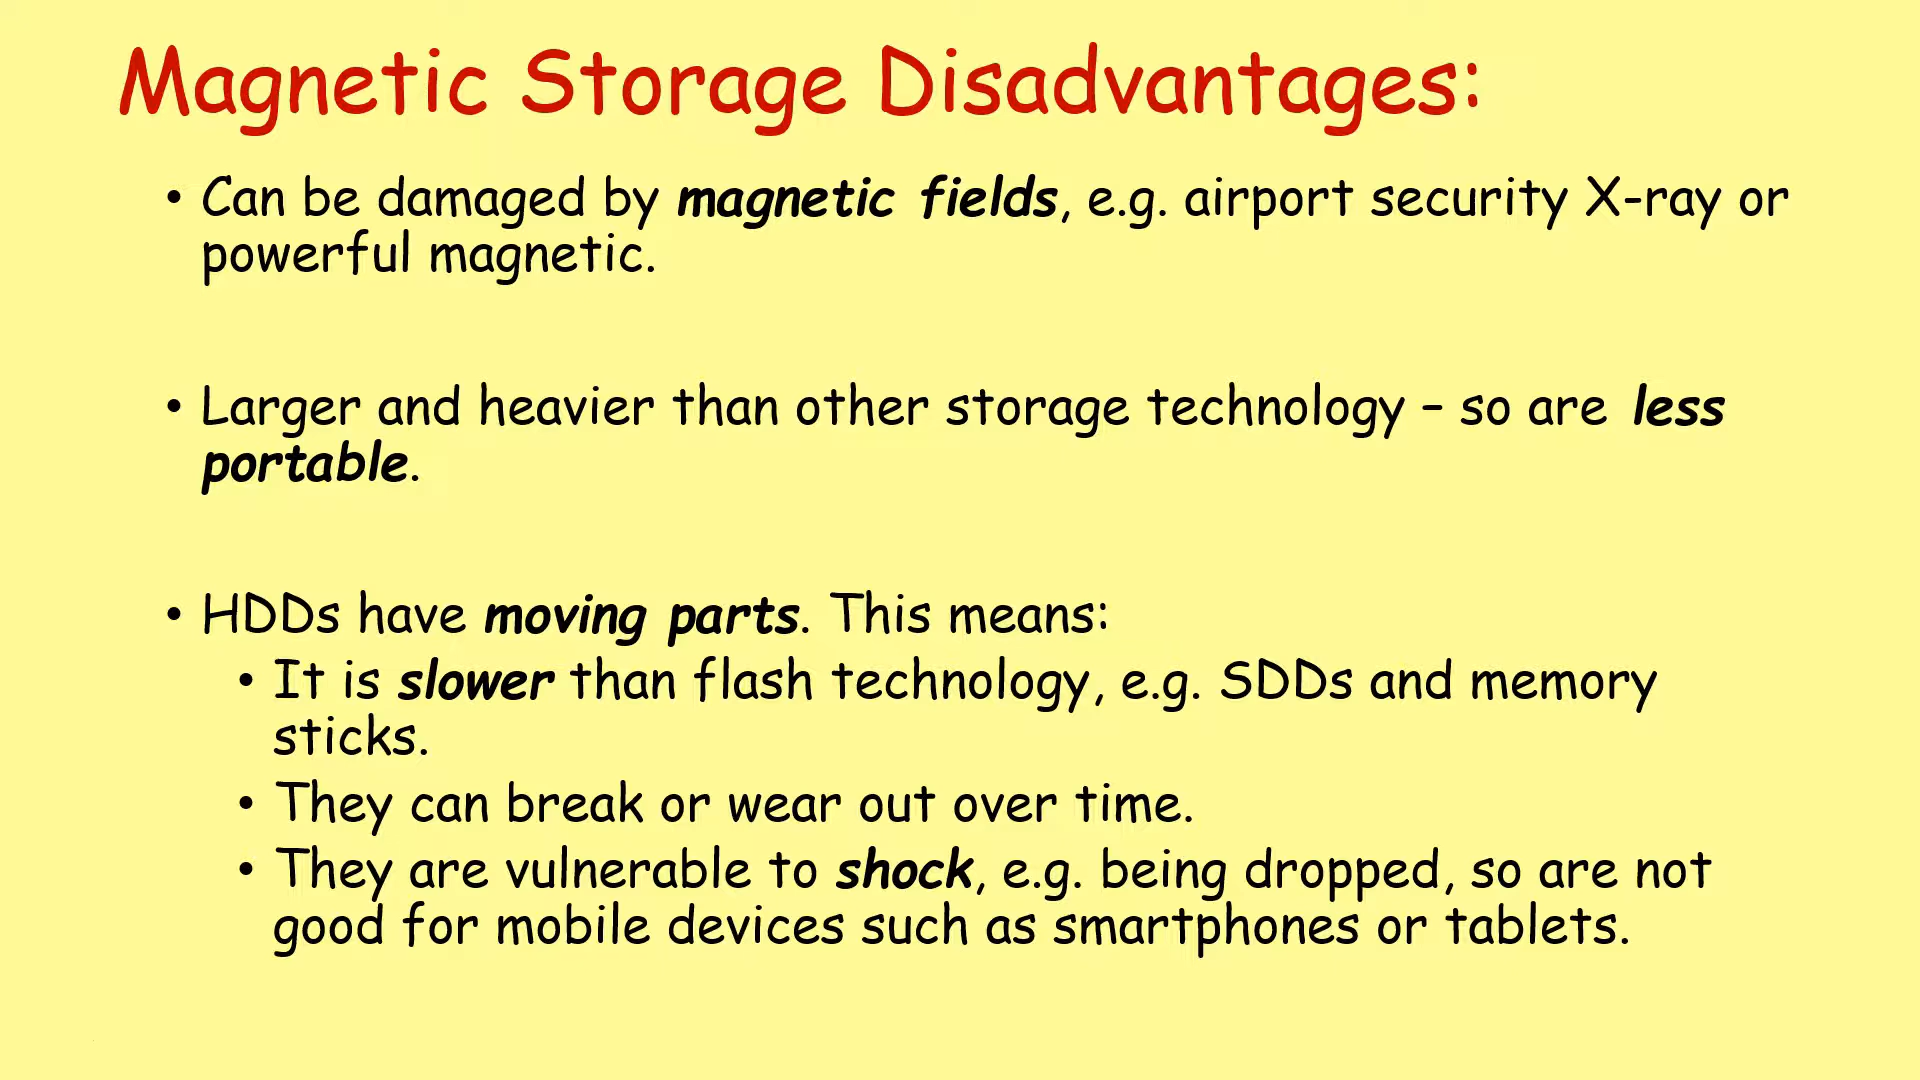 Magnetic Storage Disadvantages:
• Can be damaged by magnetic fields, e.g. airport security X-ray or
powerful magnetic.
• Larger and heavier than other storage technology – so are less
portable.
• HDDs have moving parts. This means:
• It is slower than flash technology, e.g. SDDs and memory
sticks.
• They can break or wear out over time.
• They are vulnerable to shock, e.g. being dropped, so are not
good for mobile devices such as smartphones or tablets.